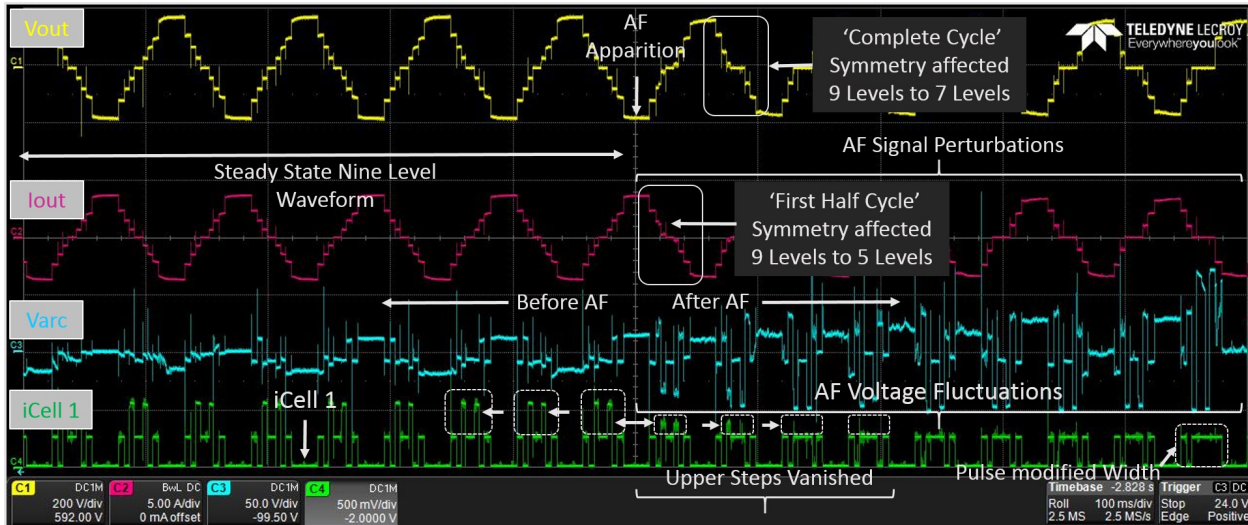 Vout
AF
Apparition
'Complete Cycle'
Symmetry affected
9 Levels to 7 Levels
TELEDYNE LECROY
Everywhereyoulook™
C1
Steady State Nine Level
Waveform
AF Signal Perturbations
Iout
'First Half Cycle'
Symmetry affected
9 Levels to 5 Levels
C2
Before AF
After AF
Varc
C3
iCell 1
iCell 1
AF Voltage Fluctuations
C4
Upper Steps Vanished
Pulse modified Width
C1 DC1M
200 V/div
592.00 V
C2 BwL DC
5.00 A/div
0 mA offset
C3 DC1M
50.0 V/div
-99.50 V
C4 DC1M
500 mV/div
-2.0000 V
Timebase -2.828 s
Roll 100 ms/div
2.5 MS 2.5 MS/s
Trigger C3 DC
Stop 24.0 V
Edge Positive